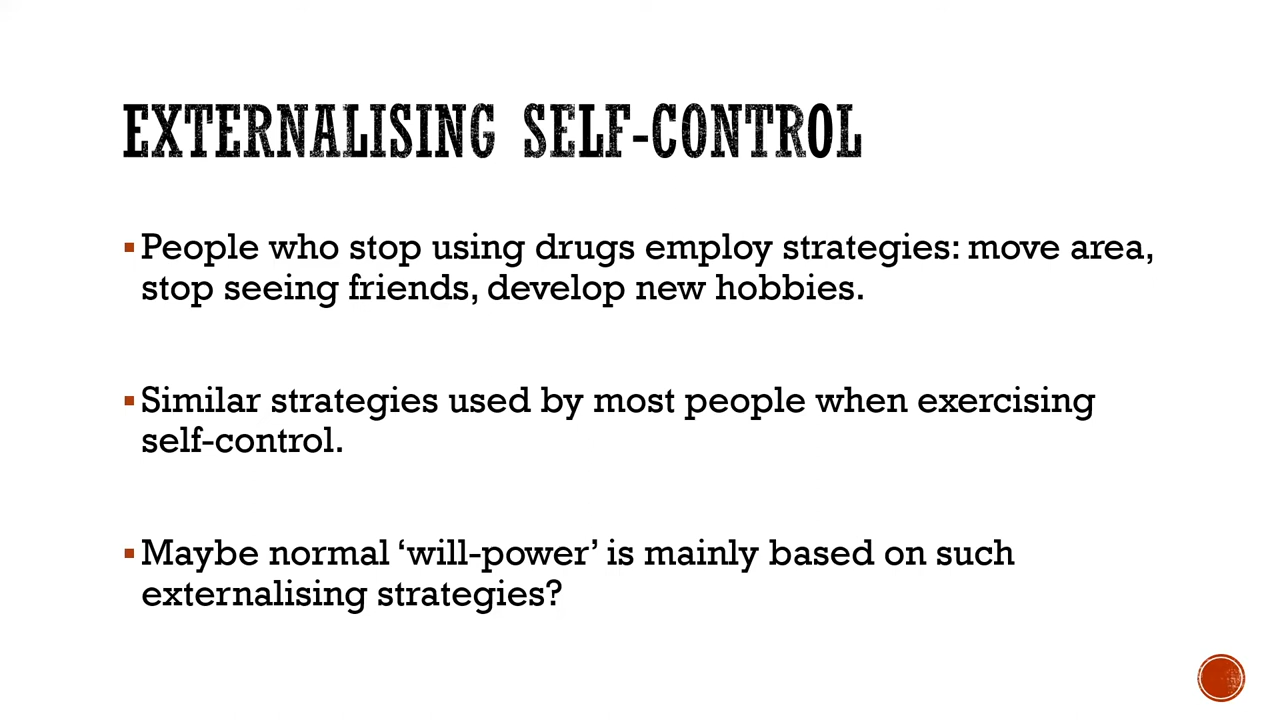 EXTERNALISING SELF-CONTROL
▪People who stop using drugs employ strategies: move area,
stop seeing friends, develop new hobbies.
▪Similar strategies used by most people when exercising
self-control.
▪Maybe normal ‘will-power’ is mainly based on such
externalising strategies?